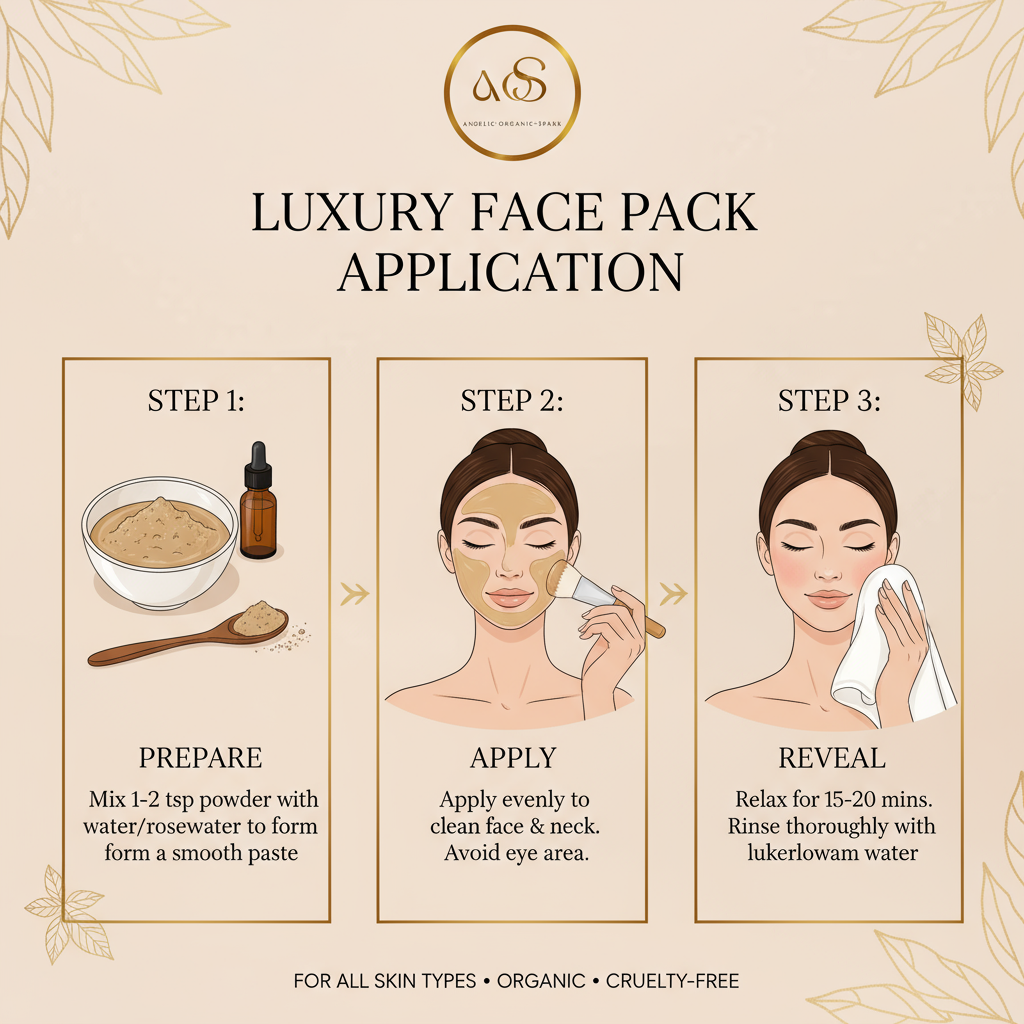 aOS
ANGELIC-ORGANIC-SPARK
LUXURY FACE PACK
APPLICATION
STEP 1:
PREPARE
Mix 1-2 tsp powder with
water/rosewater to form
form a smooth paste
STEP 2:
APPLY
Apply evenly to
clean face & neck.
Avoid eye area.
STEP 3:
REVEAL
Relax for 15-20 mins.
Rinse thoroughly with
lukerlowam water
FOR ALL SKIN TYPES • ORGANIC • CRUELTY-FREE